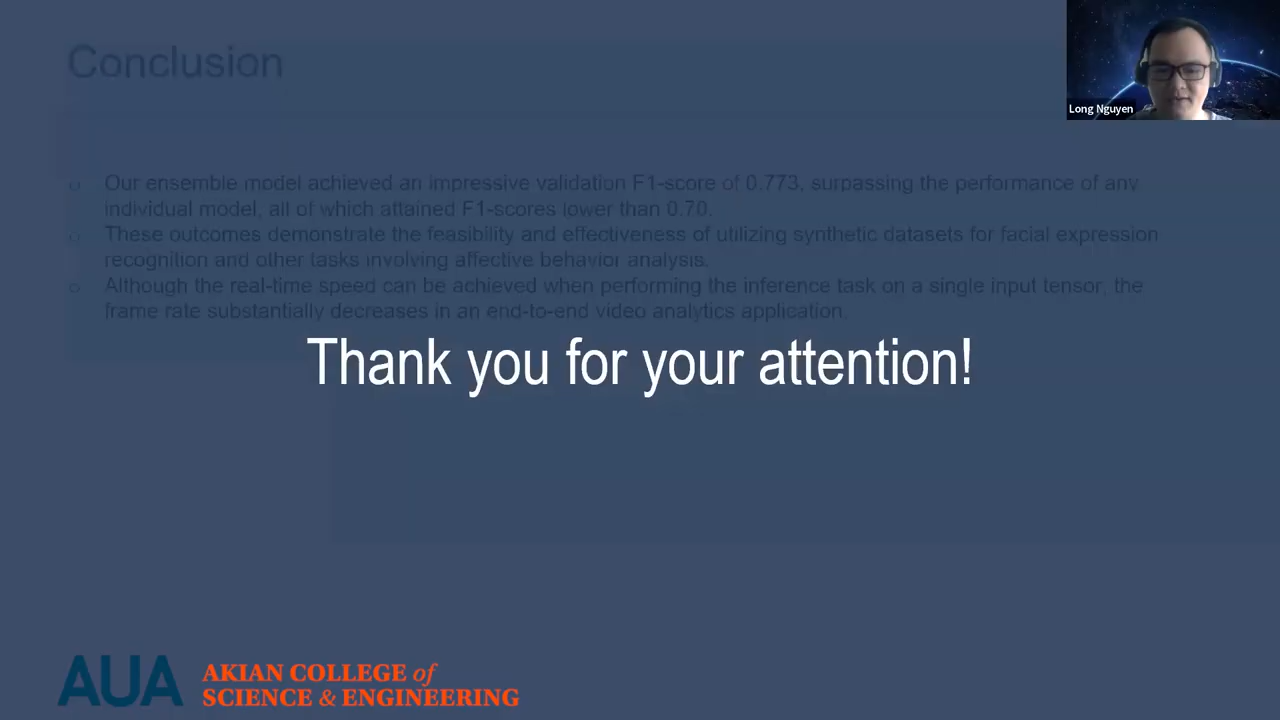 Conclusion
Long Nguyen
o Our ensemble model achieved an impressive validation F1-score of 0.773, surpassing the performance of any
individual model, all of which attained F1-scores lower than 0.70.
o These outcomes demonstrate the feasibility and effectiveness of utilizing synthetic datasets for facial expression
recognition and other tasks involving affective behavior analysis.
o Although the real-time speed can be achieved when performing the inference task on a single input tensor, the
frame rate substantially decreases in an end-to-end video analytics application.
Thank you for your attention!
AUA AKIAN COLLEGE of
SCIENCE & ENGINEERING